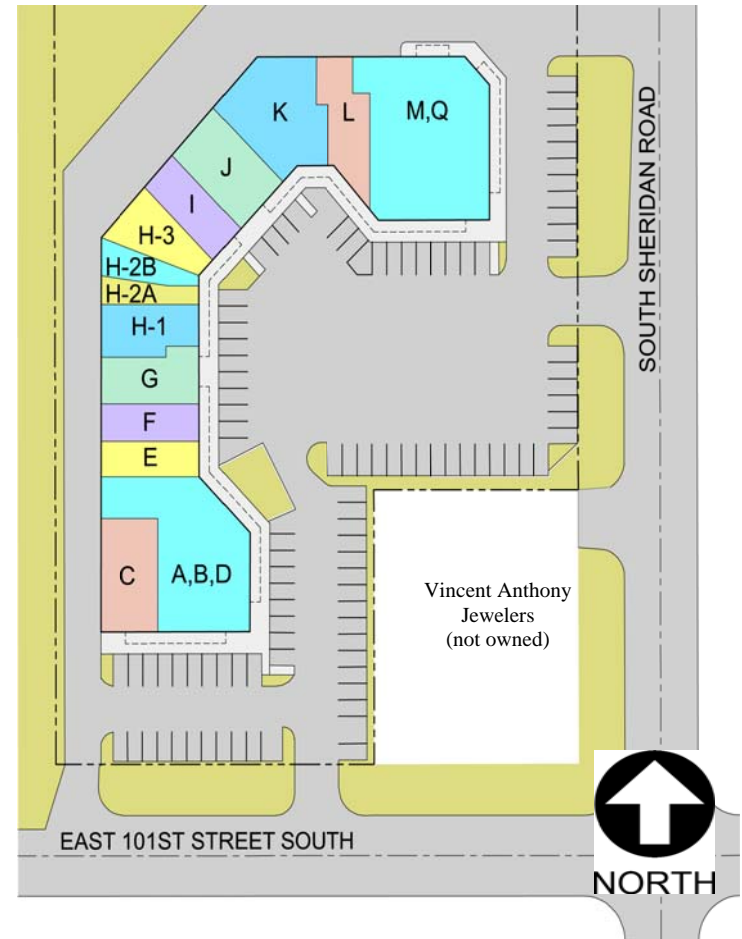 K
L
M,Q
J
I
H-3
H-2B
H-2A
H-1
G
F
E
C
A,B,D
SOUTH SHERIDAN ROAD
Vincent Anthony
Jewelers
(not owned)
EAST 101ST STREET SOUTH
NORTH